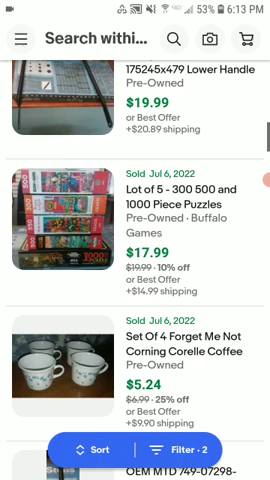 53% 6:13 PM
Search withi...
175245x479 Lower Handle
Pre-Owned
$19.99
or Best Offer
+$20.89 shipping
Sold Jul 6, 2022
Lot of 5 - 300 500 and
1000 Piece Puzzles
Pre-Owned · Buffalo
Games
$17.99
$19.99 · 10% off
or Best Offer
+$14.99 shipping
Sold Jul 6, 2022
Set Of 4 Forget Me Not
Corning Corelle Coffee
Pre-Owned
$5.24
$6.99 · 25% off
or Best Offer
+$9.90 shipping
Sort
Filter • 2
OEM MTD 749-07298-